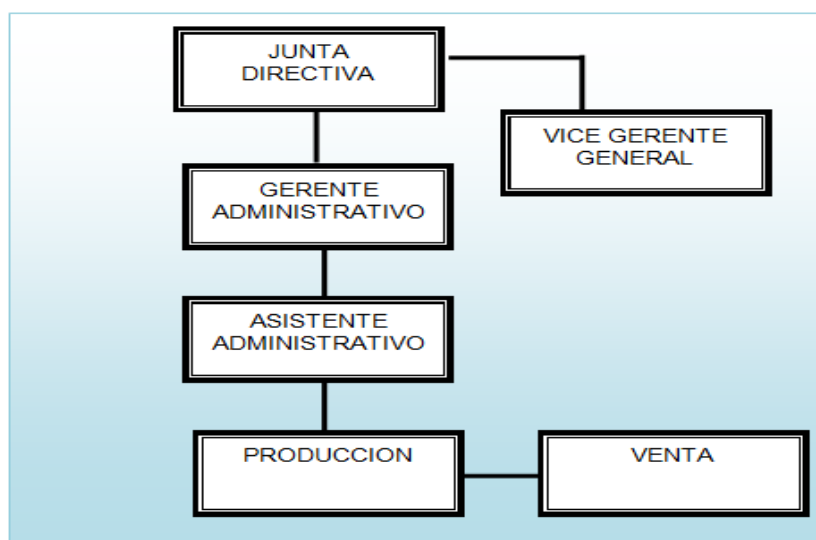 JUNTA
DIRECTIVA
VICE GERENTE
GENERAL
GERENTE
ADMINISTRATIVO
ASISTENTE
ADMINISTRATIVO
PRODUCCION
VENTA